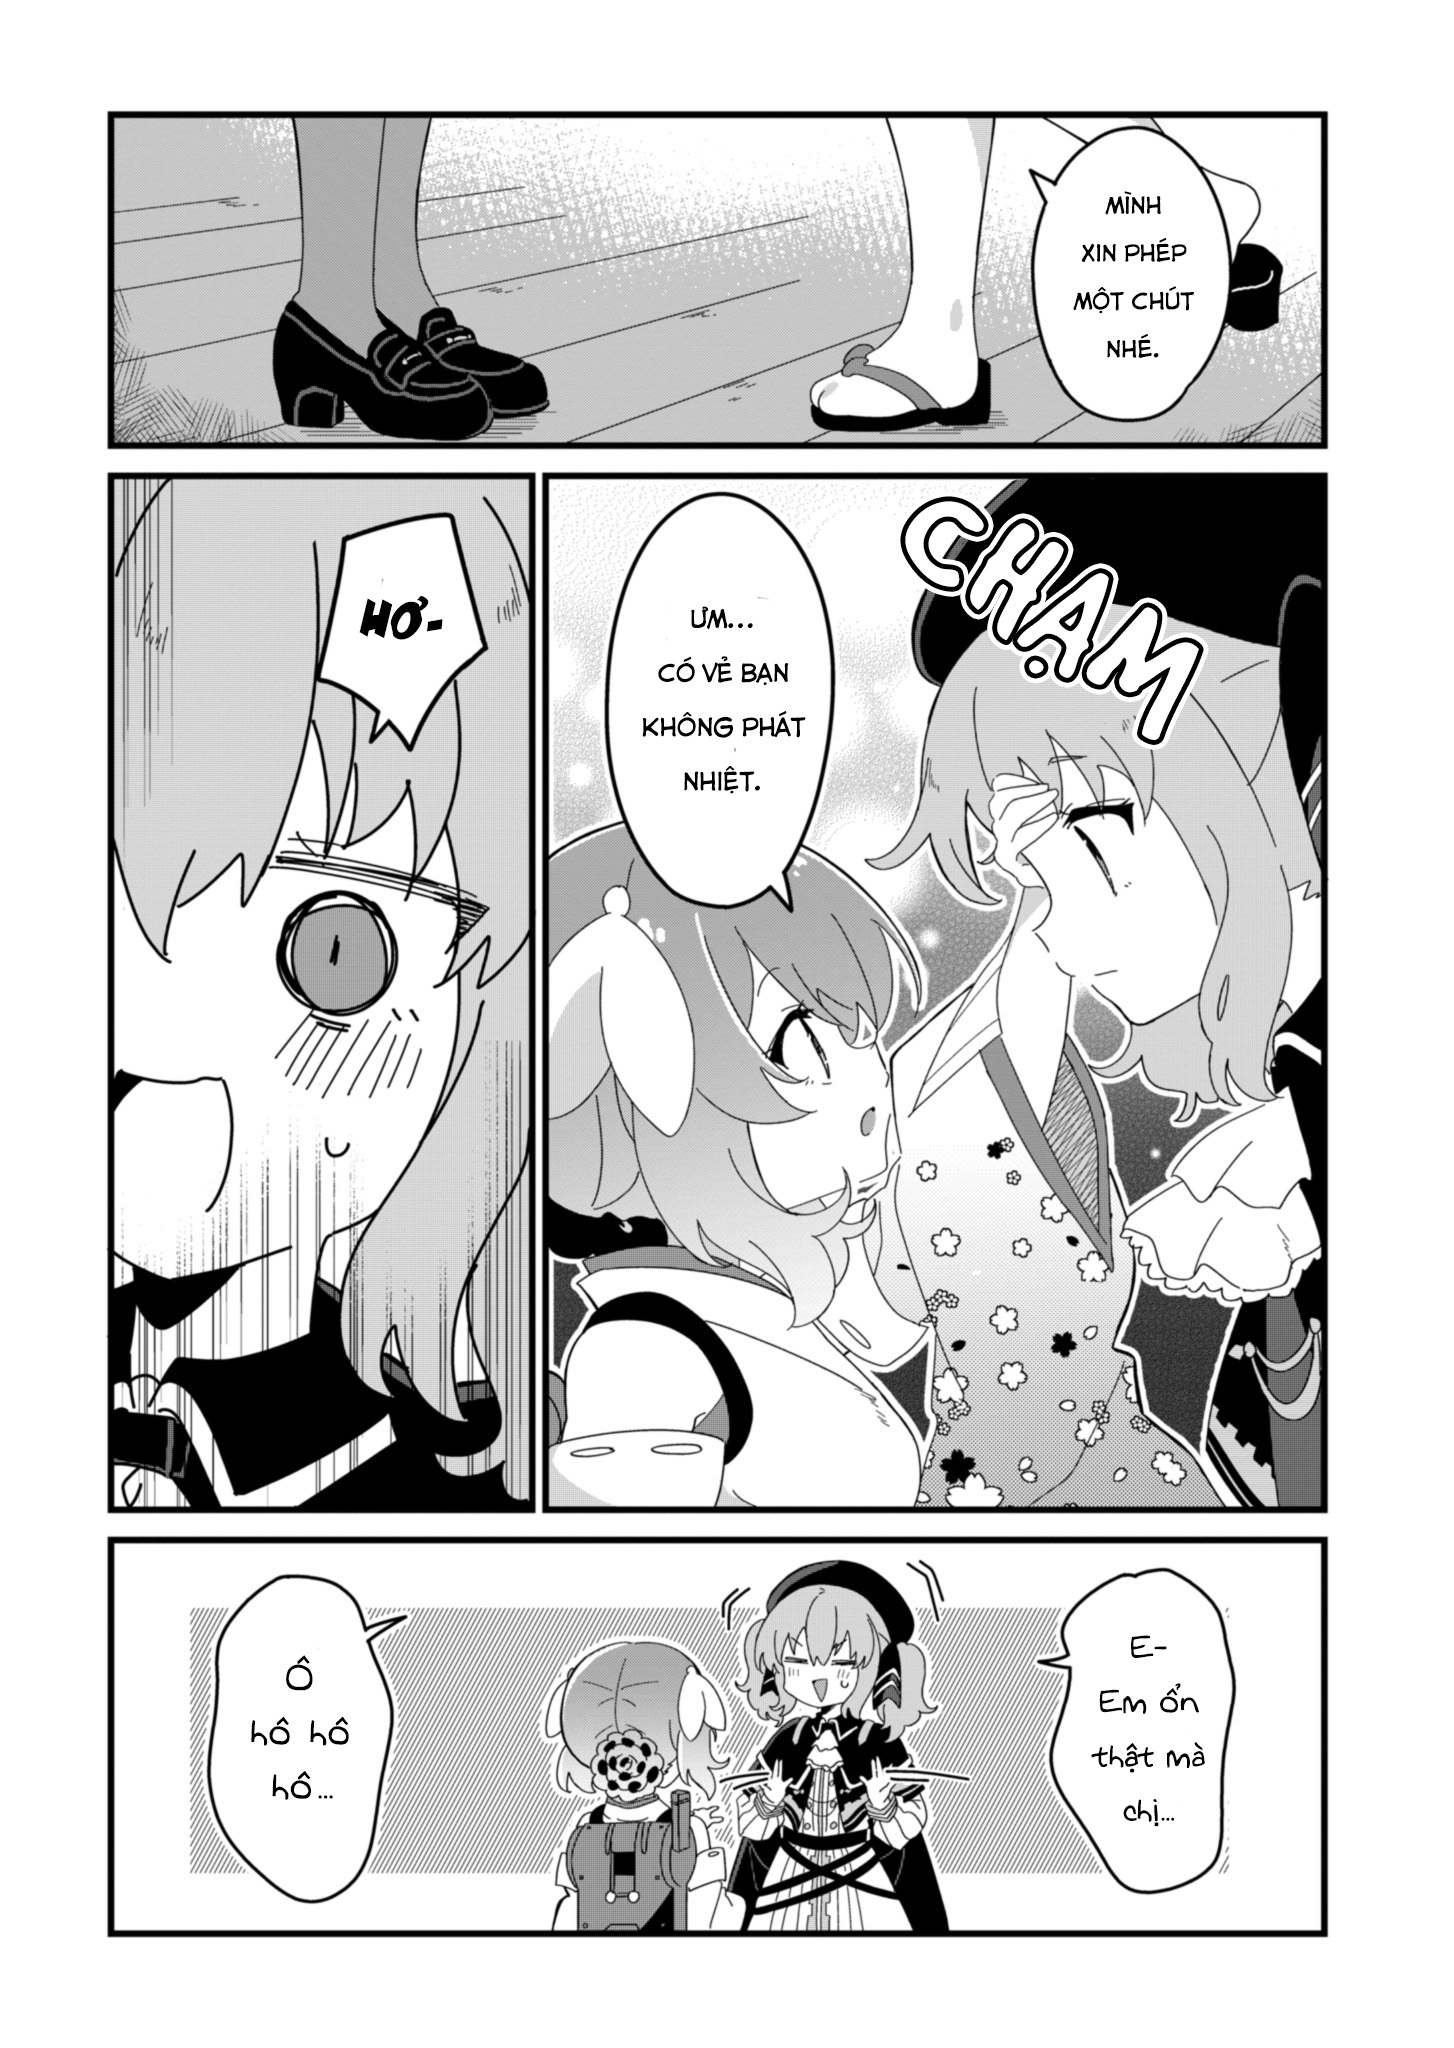 MÌNH
XIN PHÉP
MỘT CHÚT
NHÉ.
CHẠM
ƯM...
CÓ VẺ BẠN
KHÔNG PHÁT
NHIỆT.
HƠ-
E-
Em ổn
thật mà
chị...
Ô
hô hô
hô...